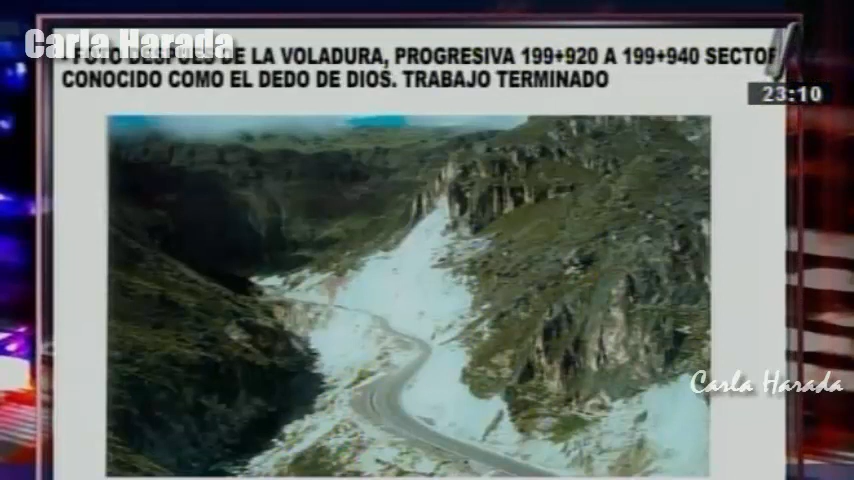 Carla Harada
FOTO DESPUES DE LA VOLADURA, PROGRESIVA 199+920 A 199+940 SECTOR
CONOCIDO COMO EL DEDO DE DIOS. TRABAJO TERMINADO
23:10
Carla Harada